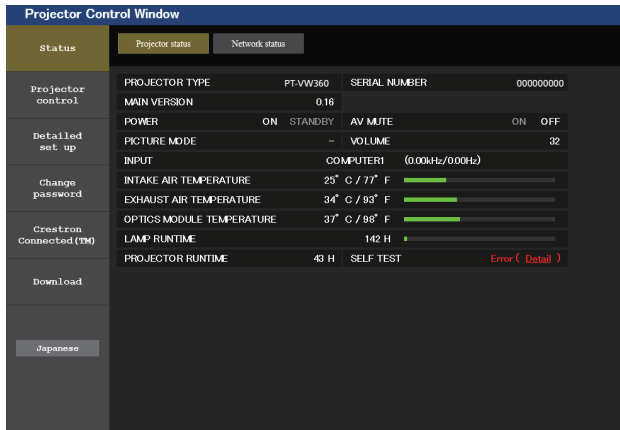 Projector Control Window
Status
Projector control
Detailed set up
Change password
Crestron Connected(TM)
Download
Japanese
Projector status
Network status
PROJECTOR TYPE PT-VW360 SERIAL NUMBER 000000000
MAIN VERSION 0.16
POWER ON STANDBY AV MUTE ON OFF
PICTURE MODE – VOLUME 32
INPUT COMPUTER1 (0.00kHz/0.00Hz)
INTAKE AIR TEMPERATURE 25° C / 77° F
EXHAUST AIR TEMPERATURE 34° C / 93° F
OPTICS MODULE TEMPERATURE 37° C / 98° F
LAMP RUNTIME 142 H
PROJECTOR RUNTIME 43 H SELF TEST Error ( Detail )